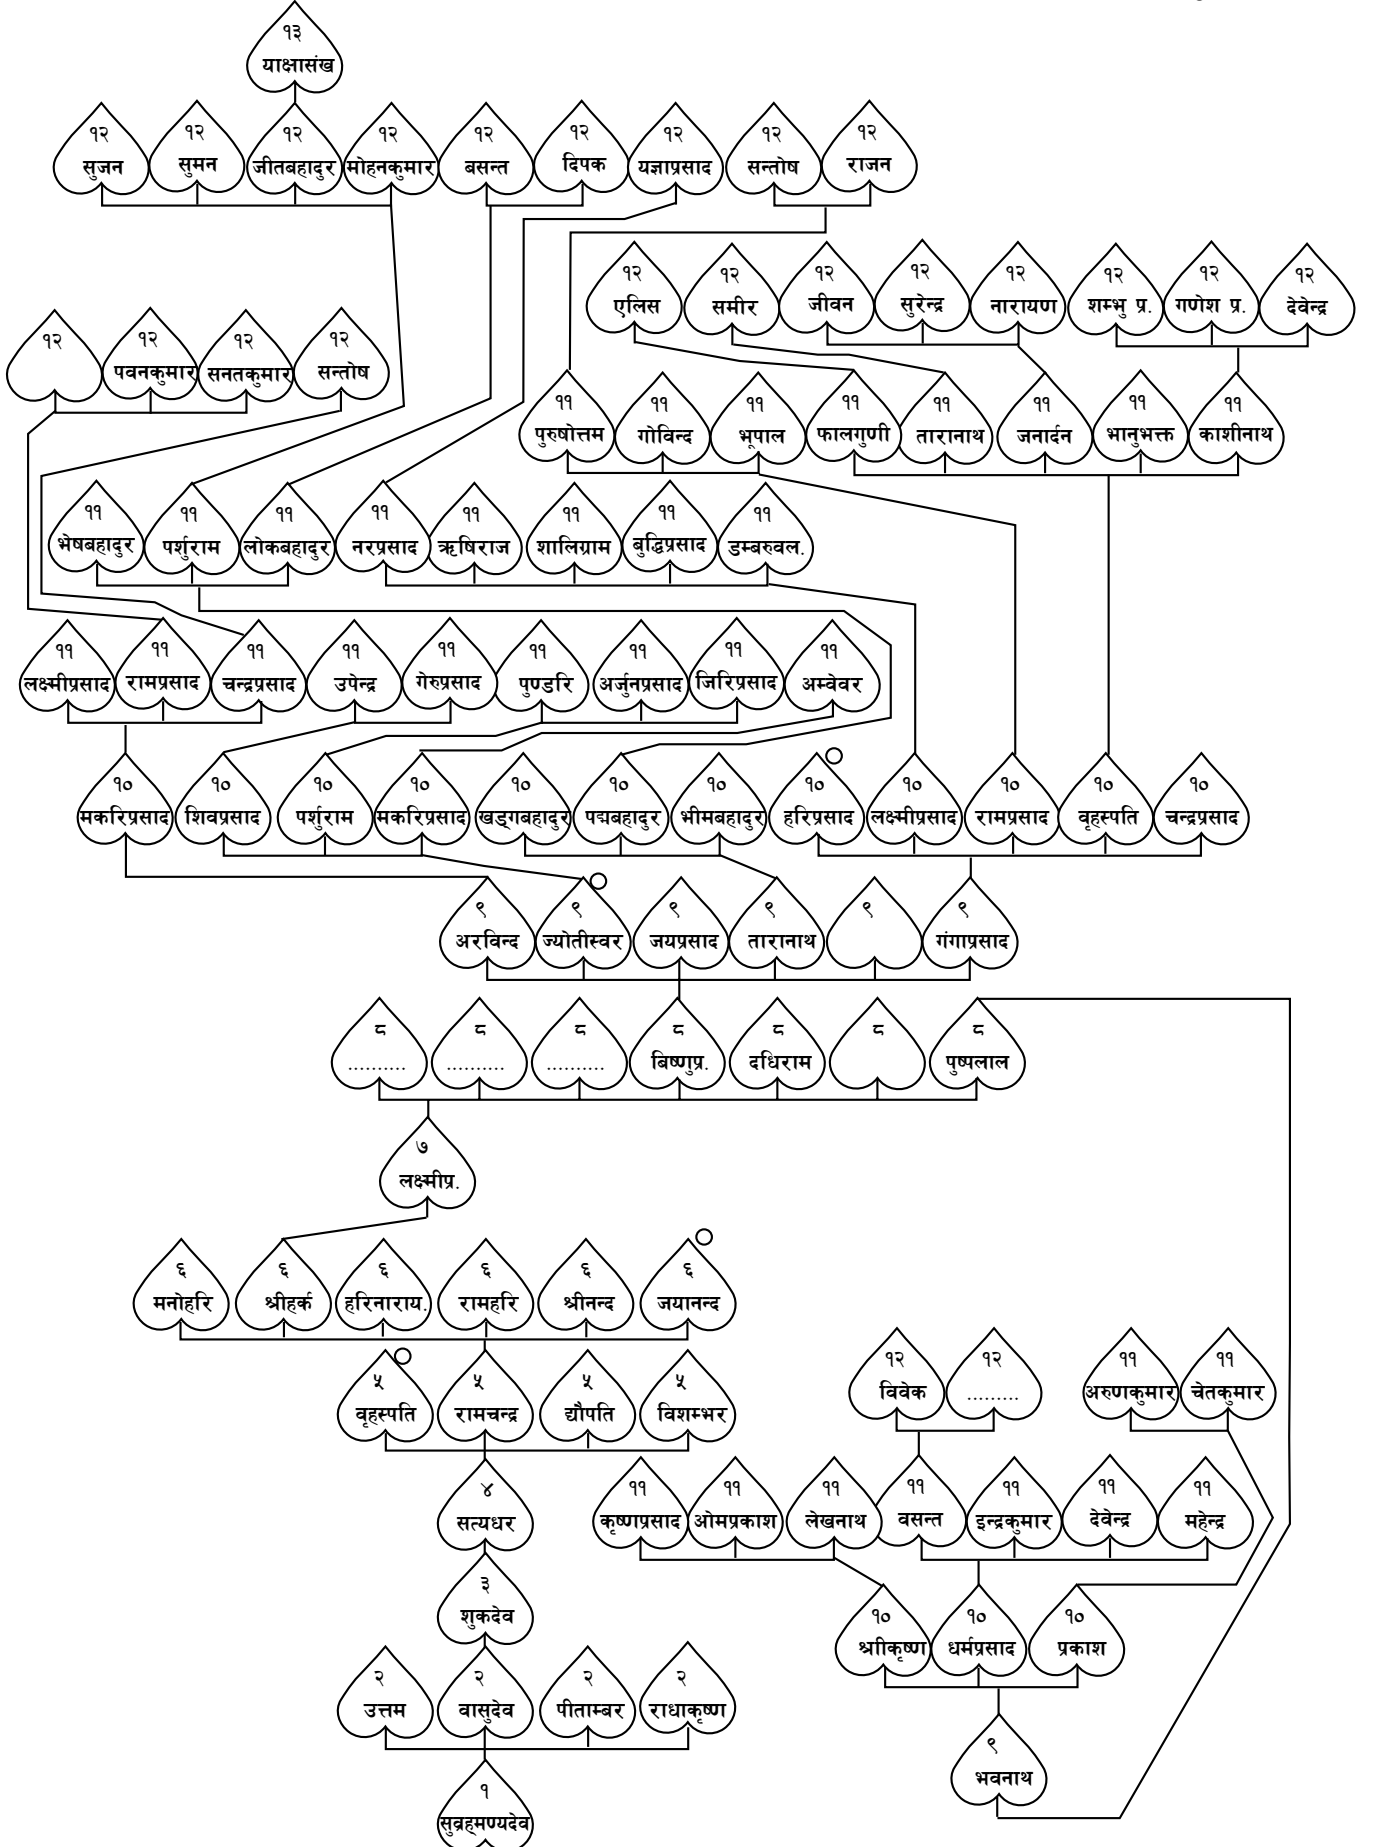 १३
याक्षासंख
१२ १२ १२ १२ १२ १२ १२ १२ १२
सुजन सुमन जीतबहादुर मोहनकुमार बसन्त दिपक यज्ञाप्रसाद सन्तोष राजन
१२ १२ १२ १२ १२ १२ १२ १२
एलिस समीर जीवन सुरेन्द्र नारायण शम्भु प्र. गणेश प्र. देवेन्द्र
१२ १२ १२ १२
पवनकुमार सनतकुमार सन्तोष
११ ११ ११ ११ ११ ११ ११ ११
पुरुषोत्तम गोविन्द भूपाल फालगुणी तारानाथ जनार्दन भानुभक्त काशीनाथ
११ ११ ११ ११ ११ ११ ११ ११
भेषबहादुर पर्शुराम लोकबहादुर नरप्रसाद ऋषिराज शालिग्राम बुद्धिप्रसाद डम्बरुवल.
११ ११ ११ ११ ११ ११ ११ ११ ११
लक्ष्मीप्रसाद रामप्रसाद चन्द्रप्रसाद उपेन्द्र गेरुप्रसाद पुण्डरि अर्जुनप्रसाद जिरिप्रसाद अम्वेवर
१० १० १० १० १० १० १० १० १० १० १० १०
मकरिप्रसाद शिवप्रसाद पर्शुराम मकरिप्रसाद खड्गबहादुर पद्मबहादुर भीमबहादुर हरिप्रसाद लक्ष्मीप्रसाद रामप्रसाद वृहस्पति चन्द्रप्रसाद
९ ९ ९ ९ ९ ९
अरविन्द ज्योतीस्वर जयप्रसाद तारानाथ गंगाप्रसाद
८ ८ ८ ८ ८ ८ ८
.......... .......... .......... बिष्णुप्र. दधिराम पुष्पलाल
७
लक्ष्मीप्र.
६ ६ ६ ६ ६ ६
मनोहरि श्रीहर्क हरिनाराय. रामहरि श्रीनन्द जयानन्द
५ ५ ५ ५
वृहस्पति रामचन्द्र द्यौपति विशम्भर
१२ १२ ११ ११
विवेक ......... अरुणकुमार चेतकुमार
४
सत्यधर
११ ११ ११ ११ ११ ११ ११
कृष्णप्रसाद ओमप्रकाश लेखनाथ वसन्त इन्द्रकुमार देवेन्द्र महेन्द्र
३
शुकदेव
१० १० १०
श्राीकृष्ण धर्मप्रसाद प्रकाश
२ २ २ २
उत्तम वासुदेव पीताम्बर राधाकृष्ण
९
भवनाथ
१
सुव्रह्मण्यदेव